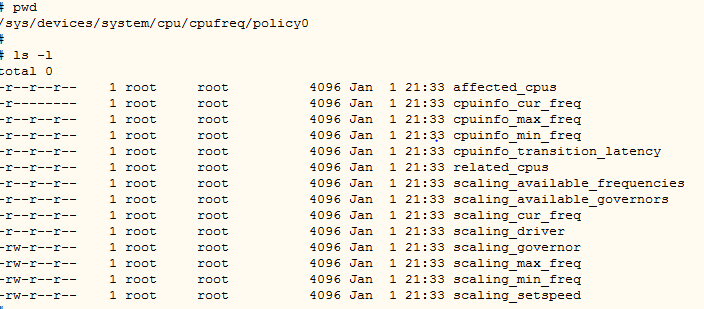 # pwd
/sys/devices/system/cpu/cpufreq/policy0
#
# ls -l
total 0
-r--r--r--    1 root     root          4096 Jan  1 21:33 affected_cpus
-r--------    1 root     root          4096 Jan  1 21:33 cpuinfo_cur_freq
-r--r--r--    1 root     root          4096 Jan  1 21:33 cpuinfo_max_freq
-r--r--r--    1 root     root          4096 Jan  1 21:33 cpuinfo_min_freq
-r--r--r--    1 root     root          4096 Jan  1 21:33 cpuinfo_transition_latency
-r--r--r--    1 root     root          4096 Jan  1 21:33 related_cpus
-r--r--r--    1 root     root          4096 Jan  1 21:33 scaling_available_frequencies
-r--r--r--    1 root     root          4096 Jan  1 21:33 scaling_available_governors
-r--r--r--    1 root     root          4096 Jan  1 21:33 scaling_cur_freq
-r--r--r--    1 root     root          4096 Jan  1 21:33 scaling_driver
-rw-r--r--    1 root     root          4096 Jan  1 21:33 scaling_governor
-rw-r--r--    1 root     root          4096 Jan  1 21:33 scaling_max_freq
-rw-r--r--    1 root     root          4096 Jan  1 21:33 scaling_min_freq
-rw-r--r--    1 root     root          4096 Jan  1 21:33 scaling_setspeed